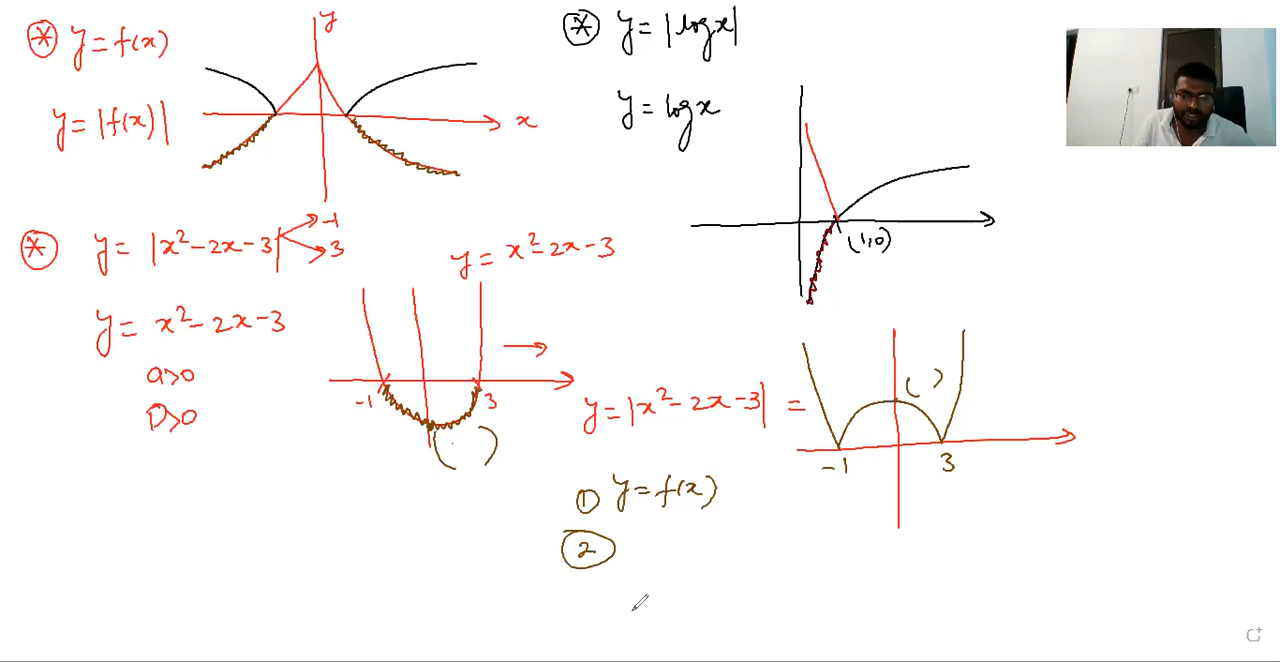 * y = f(x)
y = |f(x)|
y
x
* y = |log x|
y = log x
(1,0)
* y = |x² - 2x - 3|
-1
3
y = x² - 2x - 3
a>0
D>0
y = x² - 2x - 3
-1
3
( )
y = |x² - 2x - 3| =
( )
-1
3
① y = f(x)
②